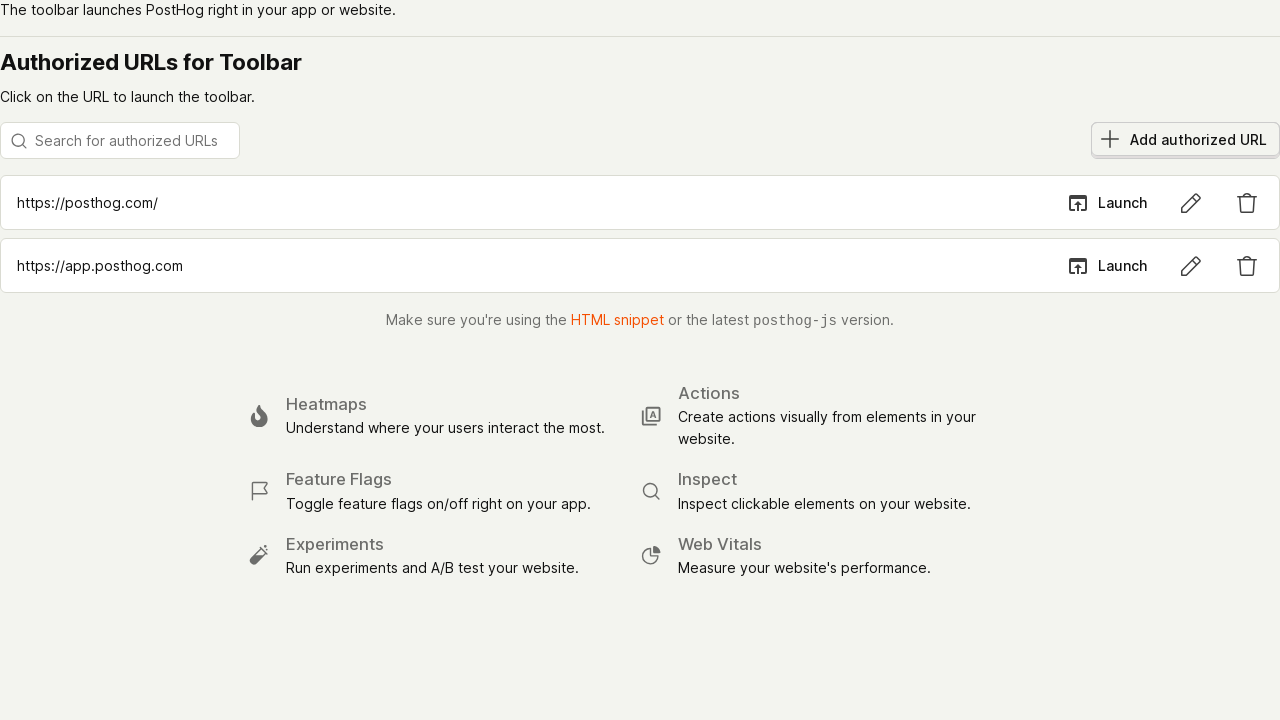 The toolbar launches PostHog right in your app or website.
Authorized URLs for Toolbar
Click on the URL to launch the toolbar.
Search for authorized URLs
Add authorized URL
https://posthog.com/
Launch
https://app.posthog.com
Launch
Make sure you're using the HTML snippet or the latest posthog-js version.
Heatmaps
Understand where your users interact the most.
Actions
Create actions visually from elements in your
website.
Feature Flags
Toggle feature flags on/off right on your app.
Inspect
Inspect clickable elements on your website.
Experiments
Run experiments and A/B test your website.
Web Vitals
Measure your website's performance.